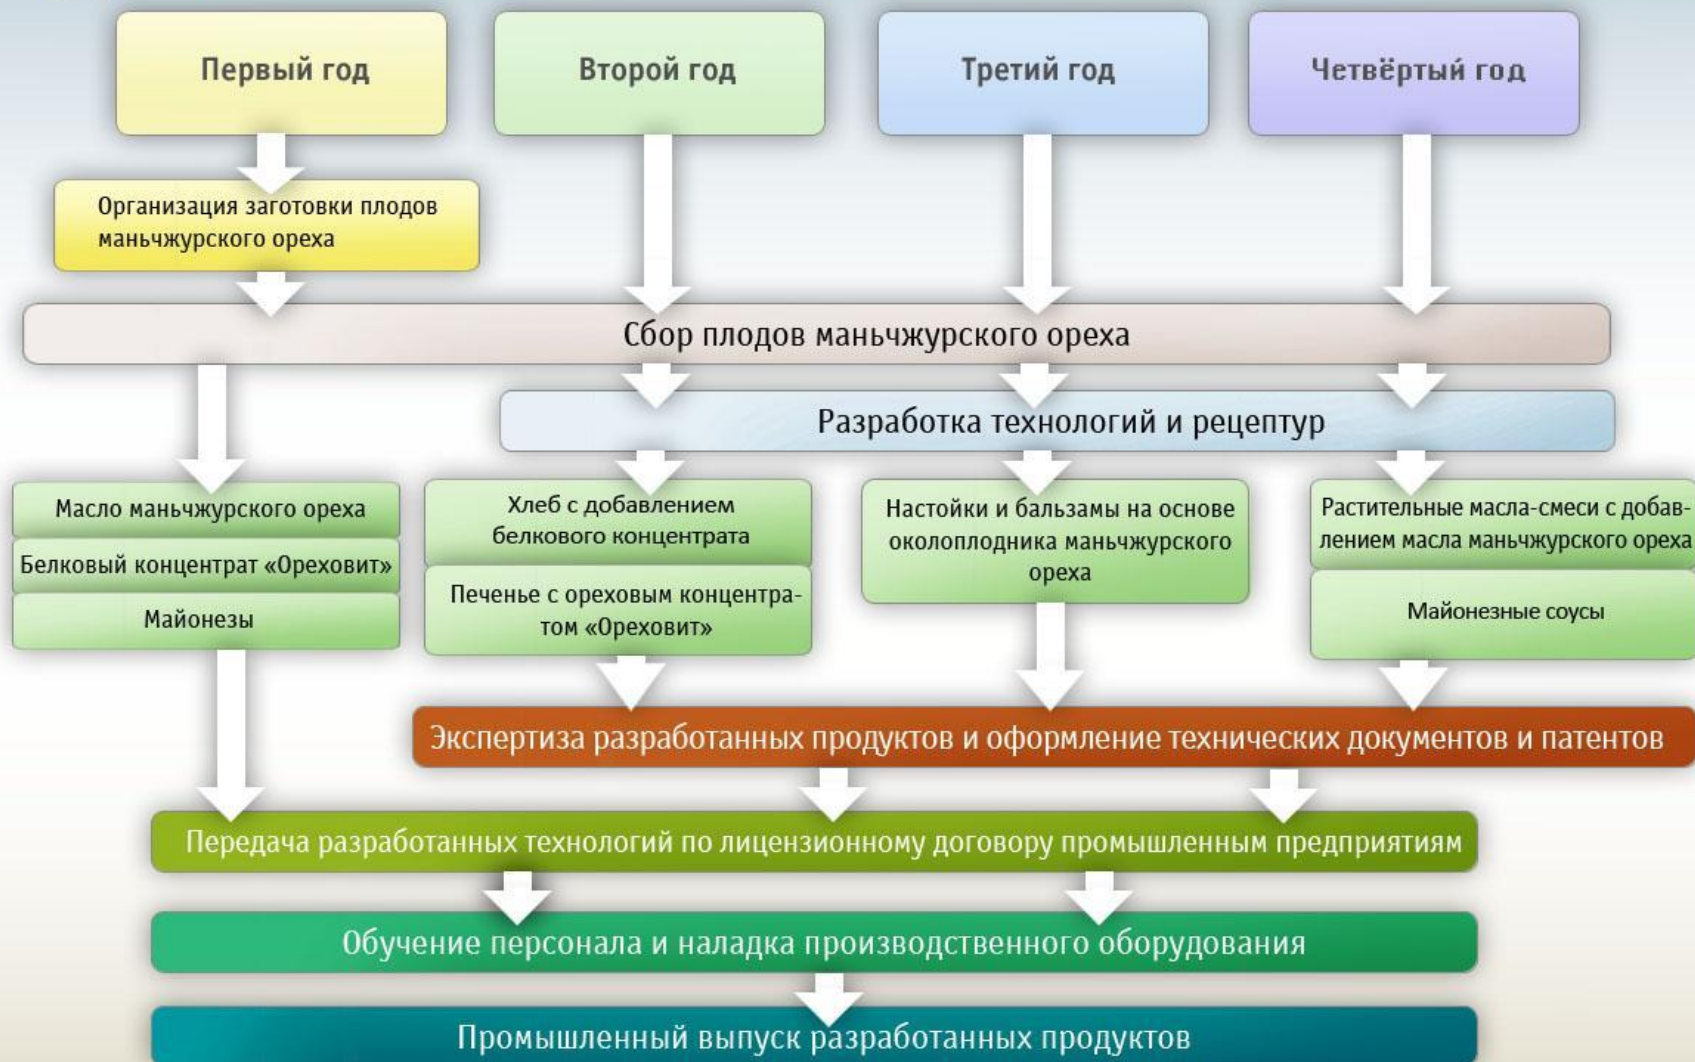 Первый год
Второй год
Третий год
Четвёртый год
Организация заготовки плодов
маньчжурского ореха
Сбор плодов маньчжурского ореха
Разработка технологий и рецептур
Масло маньчжурского ореха
Белковый концентрат «Ореховит»
Майонезы
Хлеб с добавлением
белкового концентрата
Печенье с ореховым концентра-
том «Ореховит»
Настойки и бальзамы на основе
околоплодника маньчжурского
ореха
Растительные масла-смеси с добав-
лением масла маньчжурского ореха
Майонезные соусы
Экспертиза разработанных продуктов и оформление технических документов и патентов
Передача разработанных технологий по лицензионному договору промышленным предприятиям
Обучение персонала и наладка производственного оборудования
Промышленный выпуск разработанных продуктов